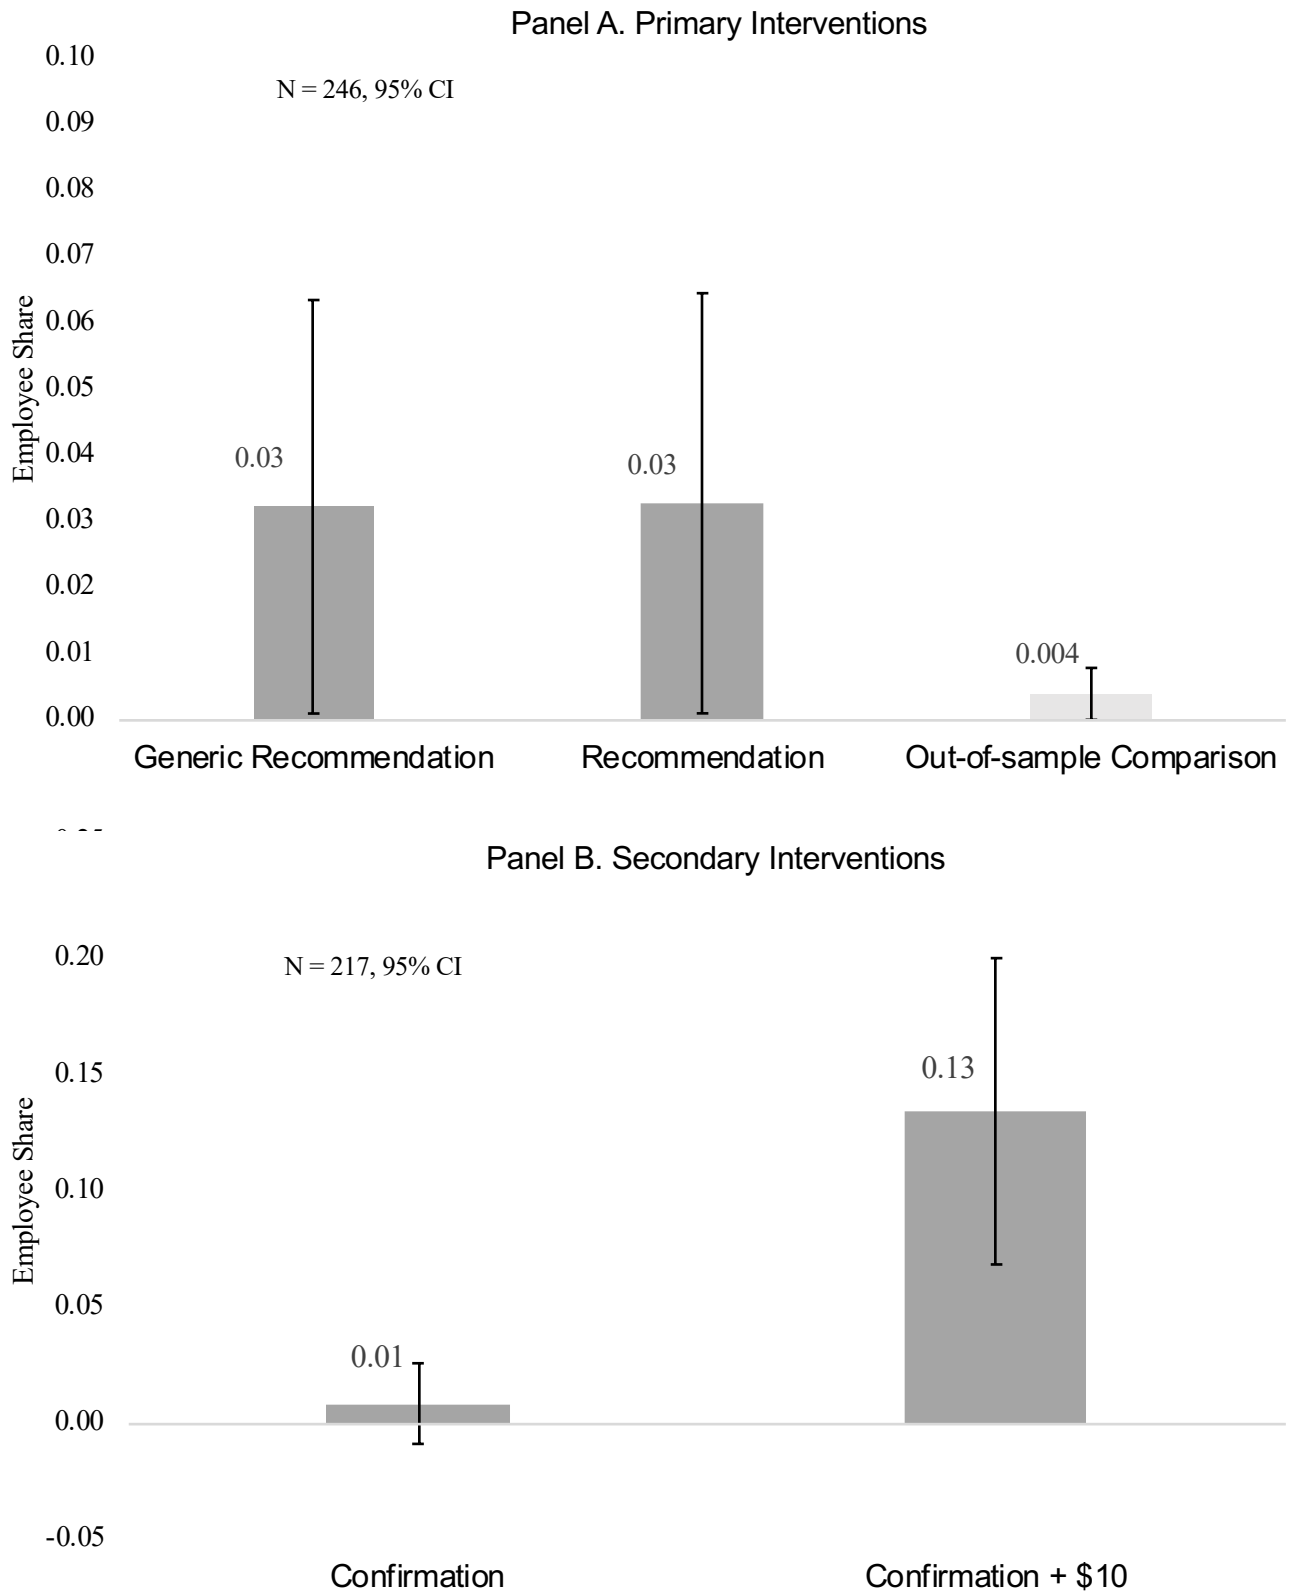 Panel A. Primary Interventions
0.10
N = 246, 95% CI
0.09
0.08
0.07
0.06
0.05
0.04
0.03
0.02
0.01
0.00
Employee Share
0.03
0.03
0.004
Generic Recommendation
Recommendation
Out-of-sample Comparison
Panel B. Secondary Interventions
0.20
N = 217, 95% CI
0.15
0.10
0.05
0.00
-0.05
Employee Share
0.01
0.13
Confirmation
Confirmation + $10